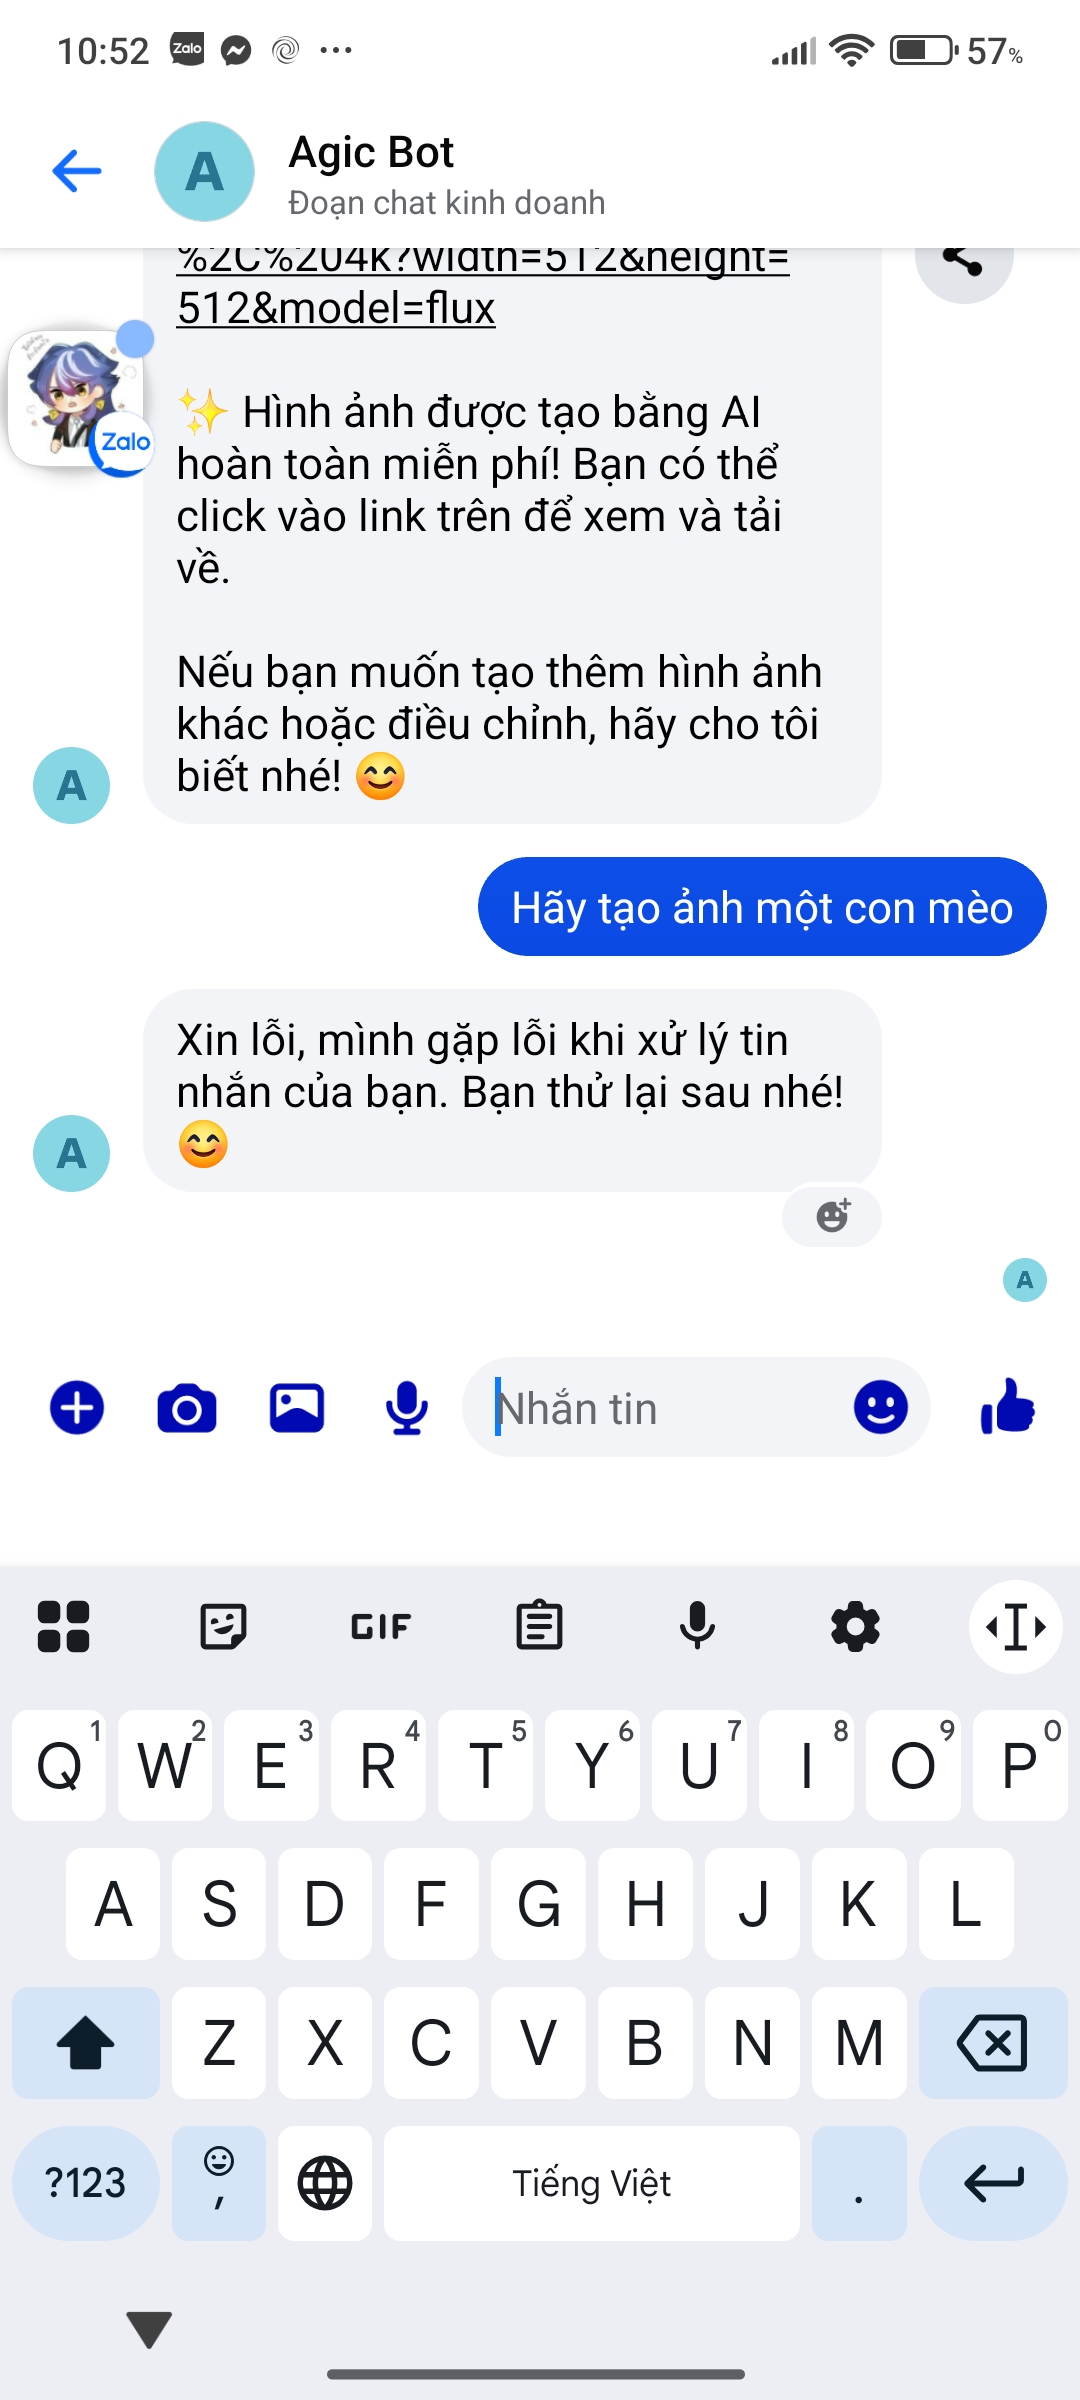 10:52 Zalo 57%
A Agic Bot
Đoạn chat kinh doanh
%2C%204k?width=512&height=
512&model=flux
✨ Hình ảnh được tạo bằng AI
hoàn toàn miễn phí! Bạn có thể
click vào link trên để xem và tải
về.
Zalo
Nếu bạn muốn tạo thêm hình ảnh
khác hoặc điều chỉnh, hãy cho tôi
biết nhé! 😊
A
Hãy tạo ảnh một con mèo
Xin lỗi, mình gặp lỗi khi xử lý tin
nhắn của bạn. Bạn thử lại sau nhé!
😊
A
A
Nhắn tin
GIF
1 2 3 4 5 6 7 8 9 0
Q W E R T Y U I O P
A S D F G H J K L
Z X C V B N M
?123 , Tiếng Việt .